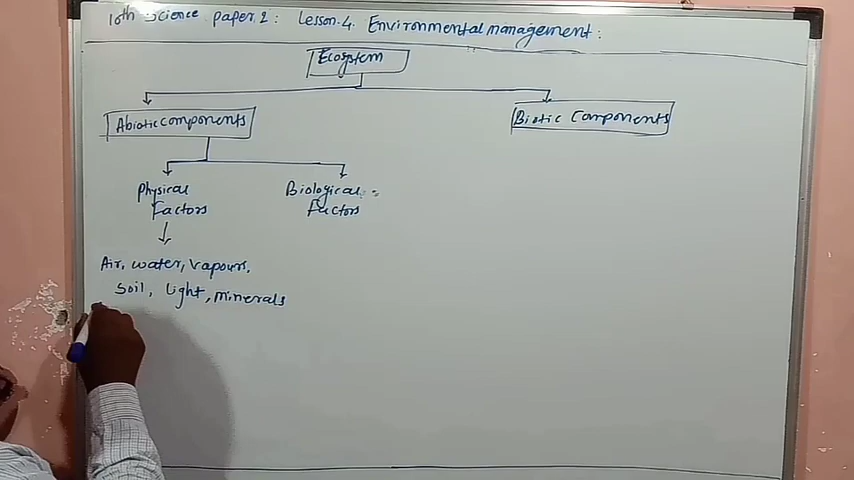 10th Science paper 2: Lesson.4. Environmental management:
Ecosystem
Abiotic components
Biotic Components
Physical Factors
Biological Factors
Air, water, vapours,
Soil, light, minerals